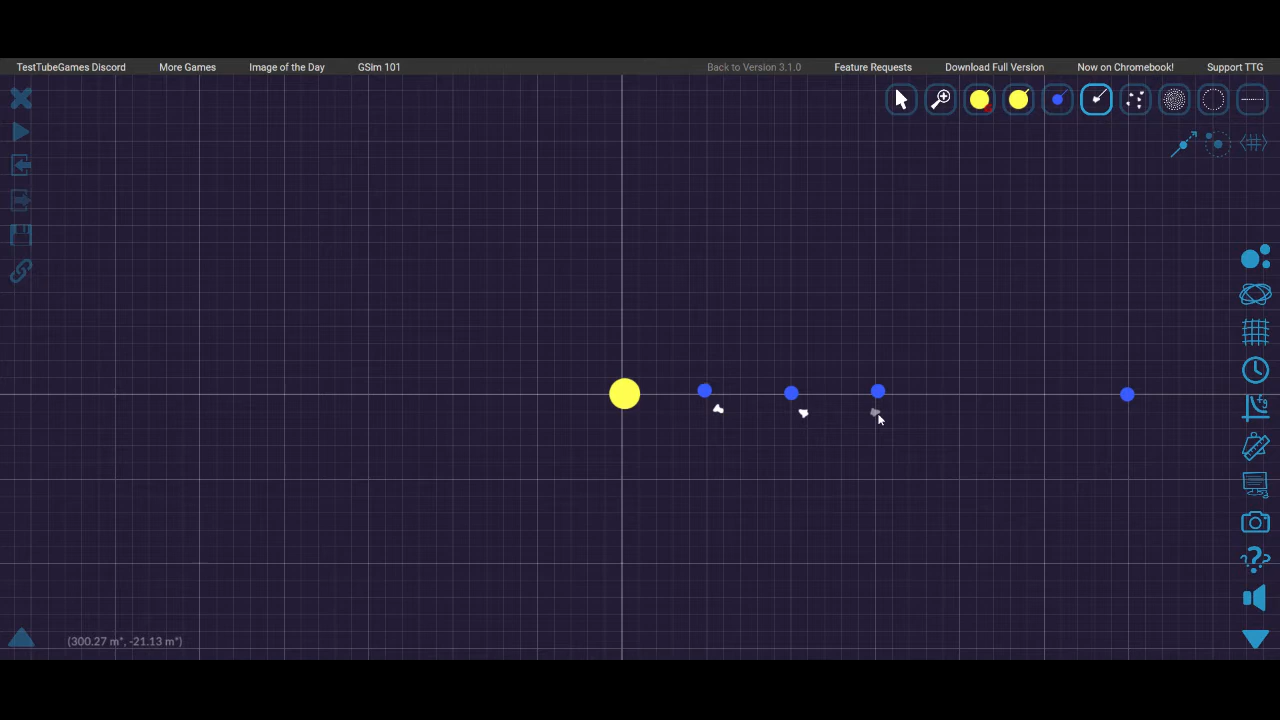 TestTubeGames Discord More Games Image of the Day GSim 101 Back to Version 3.1.0 Feature Requests Download Full Version Now on Chromebook! Support TTG
(300.27 m*, -21.13 m*)